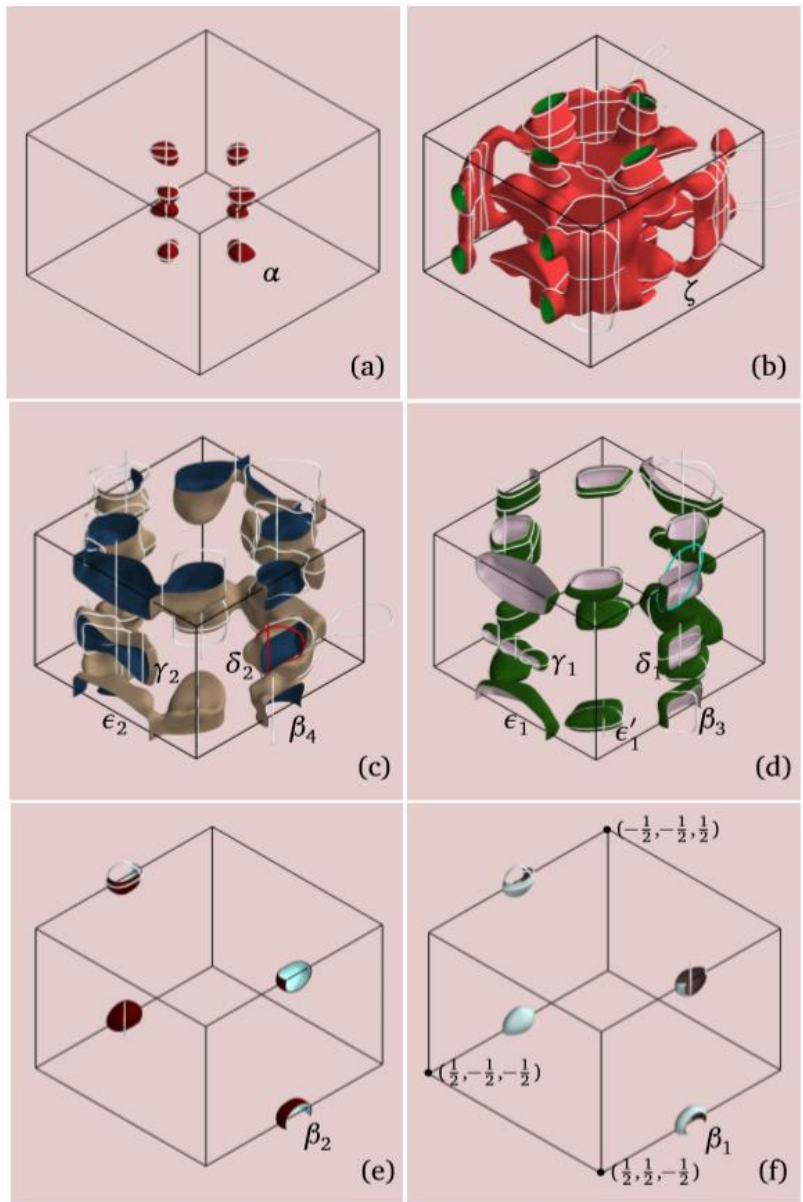 α
(a)
ζ
(b)
γ₂
δ₂
ϵ₂
β₄
(c)
γ₁
δ₁
ϵ₁
ϵ′₁
β₃
(d)
β₂
(e)
(−1/2,−1/2,1/2)
(1/2,−1/2,−1/2)
β₁
(1/2,1/2,−1/2)
(f)